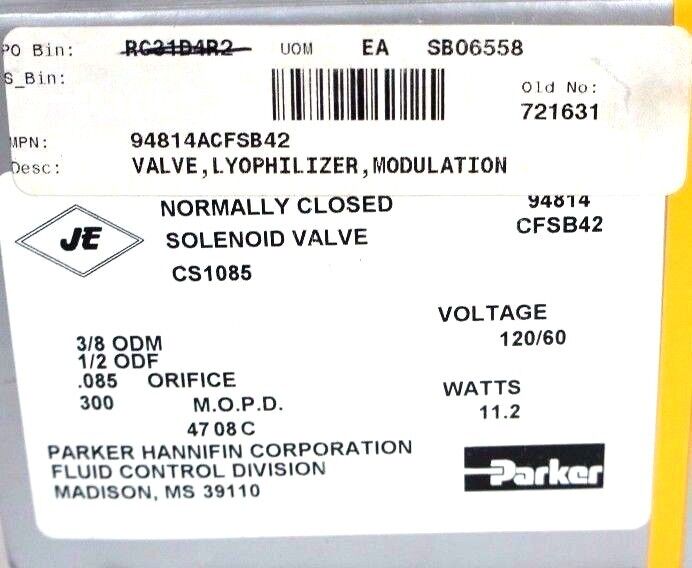 PO Bin: RC31D4R2 UOM EA SB06558
S_Bin:
Old No:
721631
MPN: 94814ACFSB42
Desc: VALVE,LYOPHILIZER,MODULATION
NORMALLY CLOSED 94814
JE SOLENOID VALVE CFSB42
CS1085
VOLTAGE
120/60
3/8 ODM
1/2 ODF
.085 ORIFICE
300 M.O.P.D.
WATTS
11.2
47 08 C
PARKER HANNIFIN CORPORATION
FLUID CONTROL DIVISION
MADISON, MS 39110
Parker